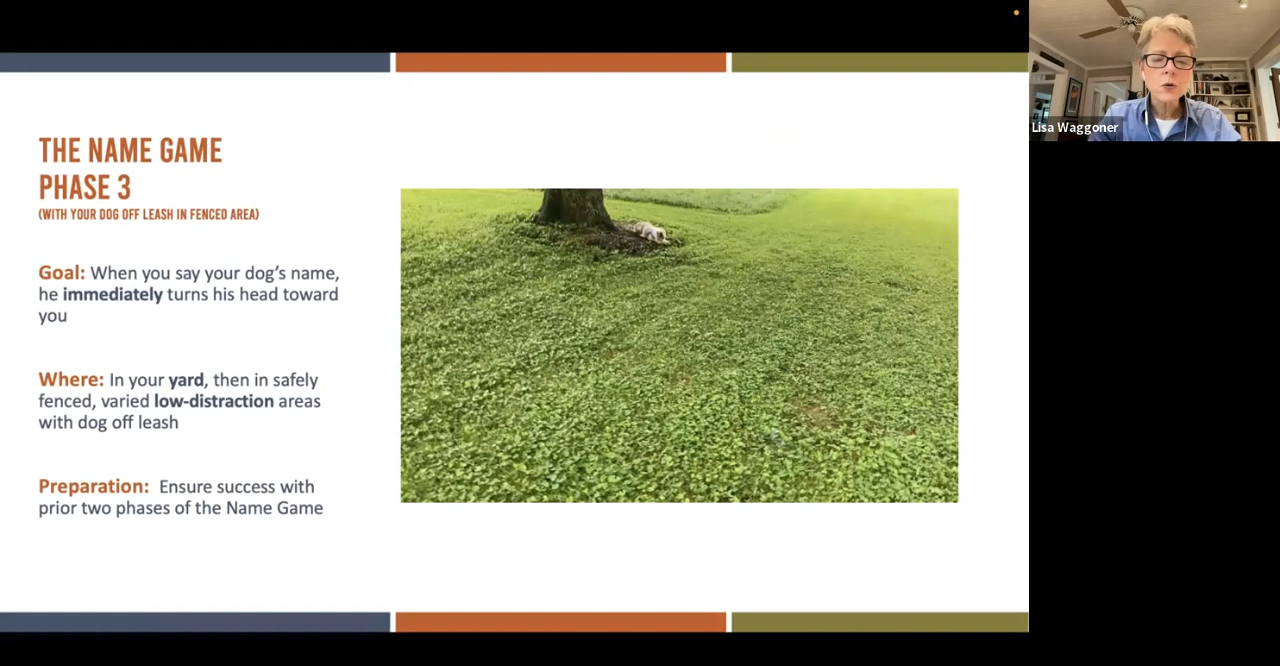 THE NAME GAME
PHASE 3
(WITH YOUR DOG OFF LEASH IN FENCED AREA)
Goal: When you say your dog's name,
he immediately turns his head toward
you
Where: In your yard, then in safely
fenced, varied low-distraction areas
with dog off leash
Preparation:  Ensure success with
prior two phases of the Name Game
Lisa Waggoner